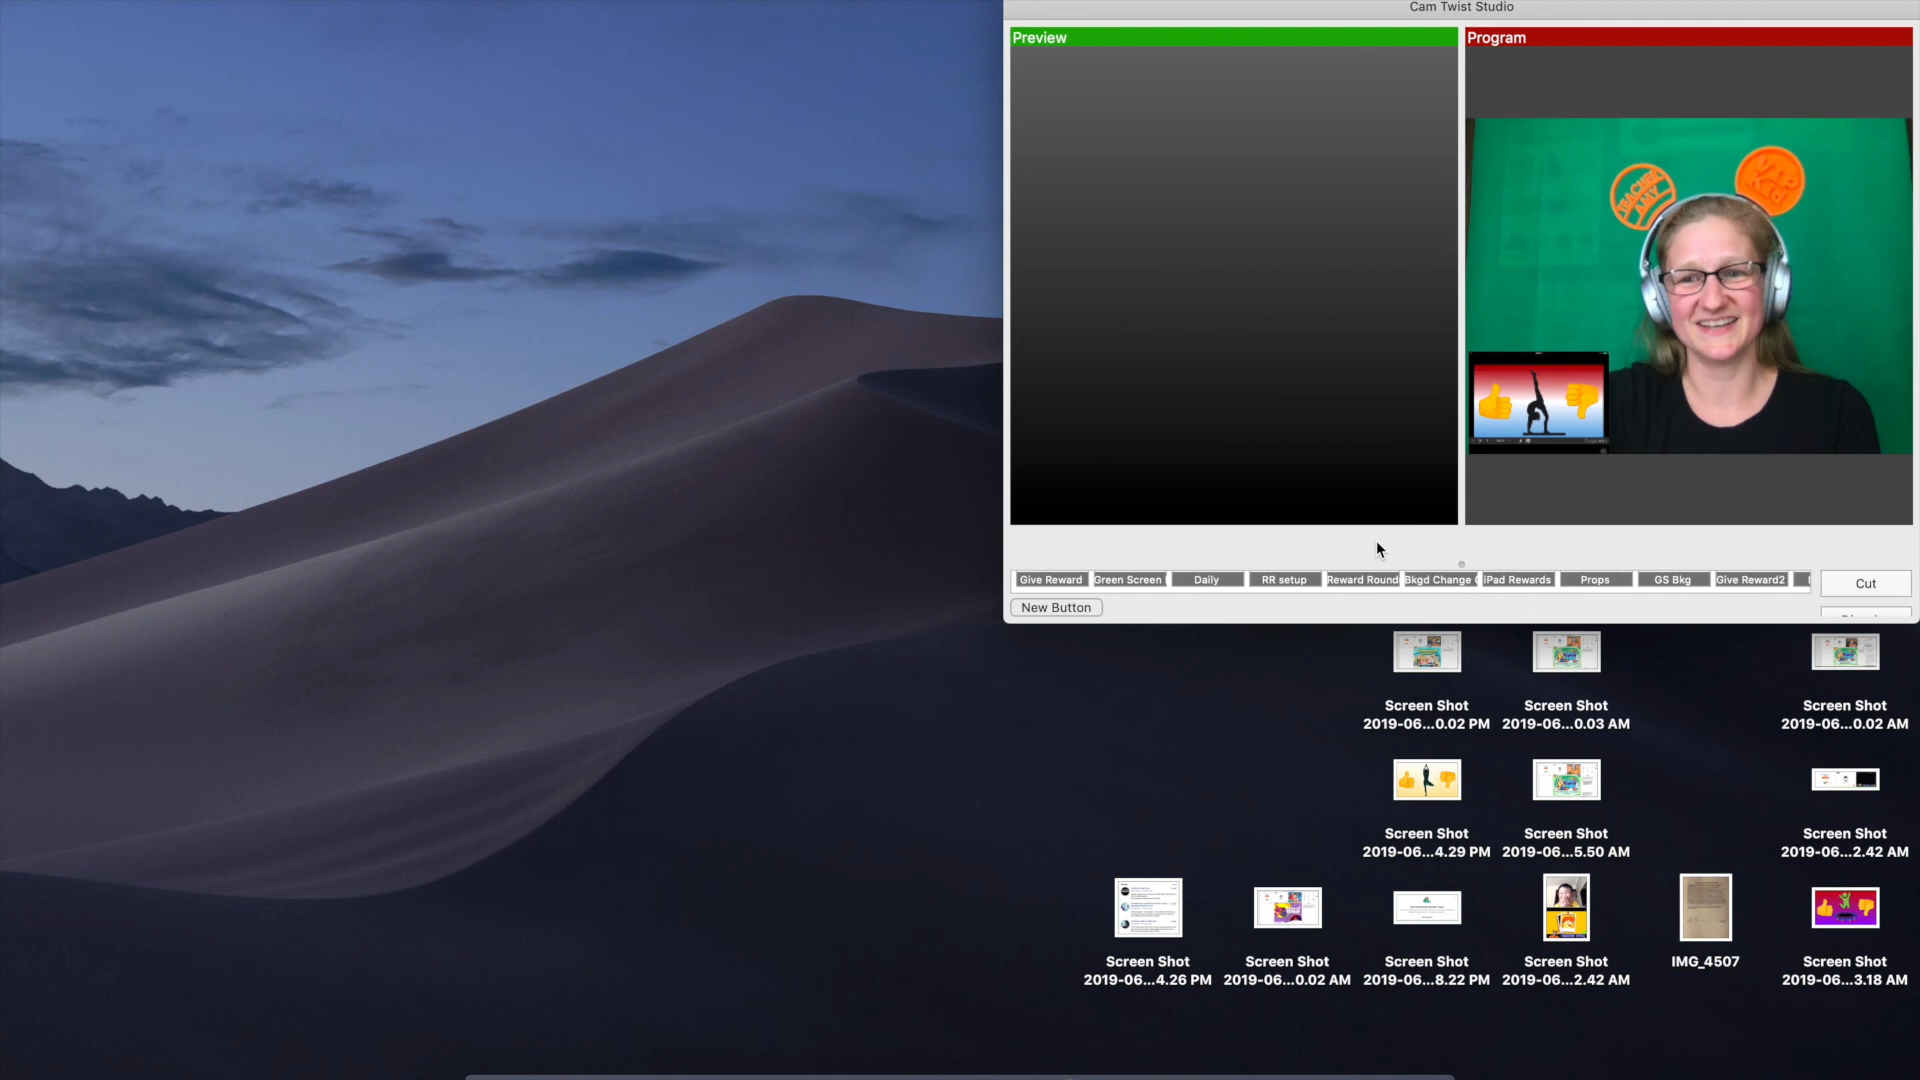 Cam Twist Studio
Preview
Program
TEACHER
AMY
VIP
Kid
Give Reward
Green Screen
Daily
RR setup
Reward Round
Bkgd Change
iPad Rewards
Props
GS Bkg
Give Reward2
Cut
New Button
Screen Shot
2019-06...0.02 PM
Screen Shot
2019-06...0.03 AM
Screen Shot
2019-06...0.02 AM
Screen Shot
2019-06...4.29 PM
Screen Shot
2019-06...5.50 AM
Screen Shot
2019-06...2.42 AM
Screen Shot
2019-06...4.26 PM
Screen Shot
2019-06...0.02 AM
Screen Shot
2019-06...8.22 PM
Screen Shot
2019-06...2.42 AM
IMG_4507
Screen Shot
2019-06...3.18 AM